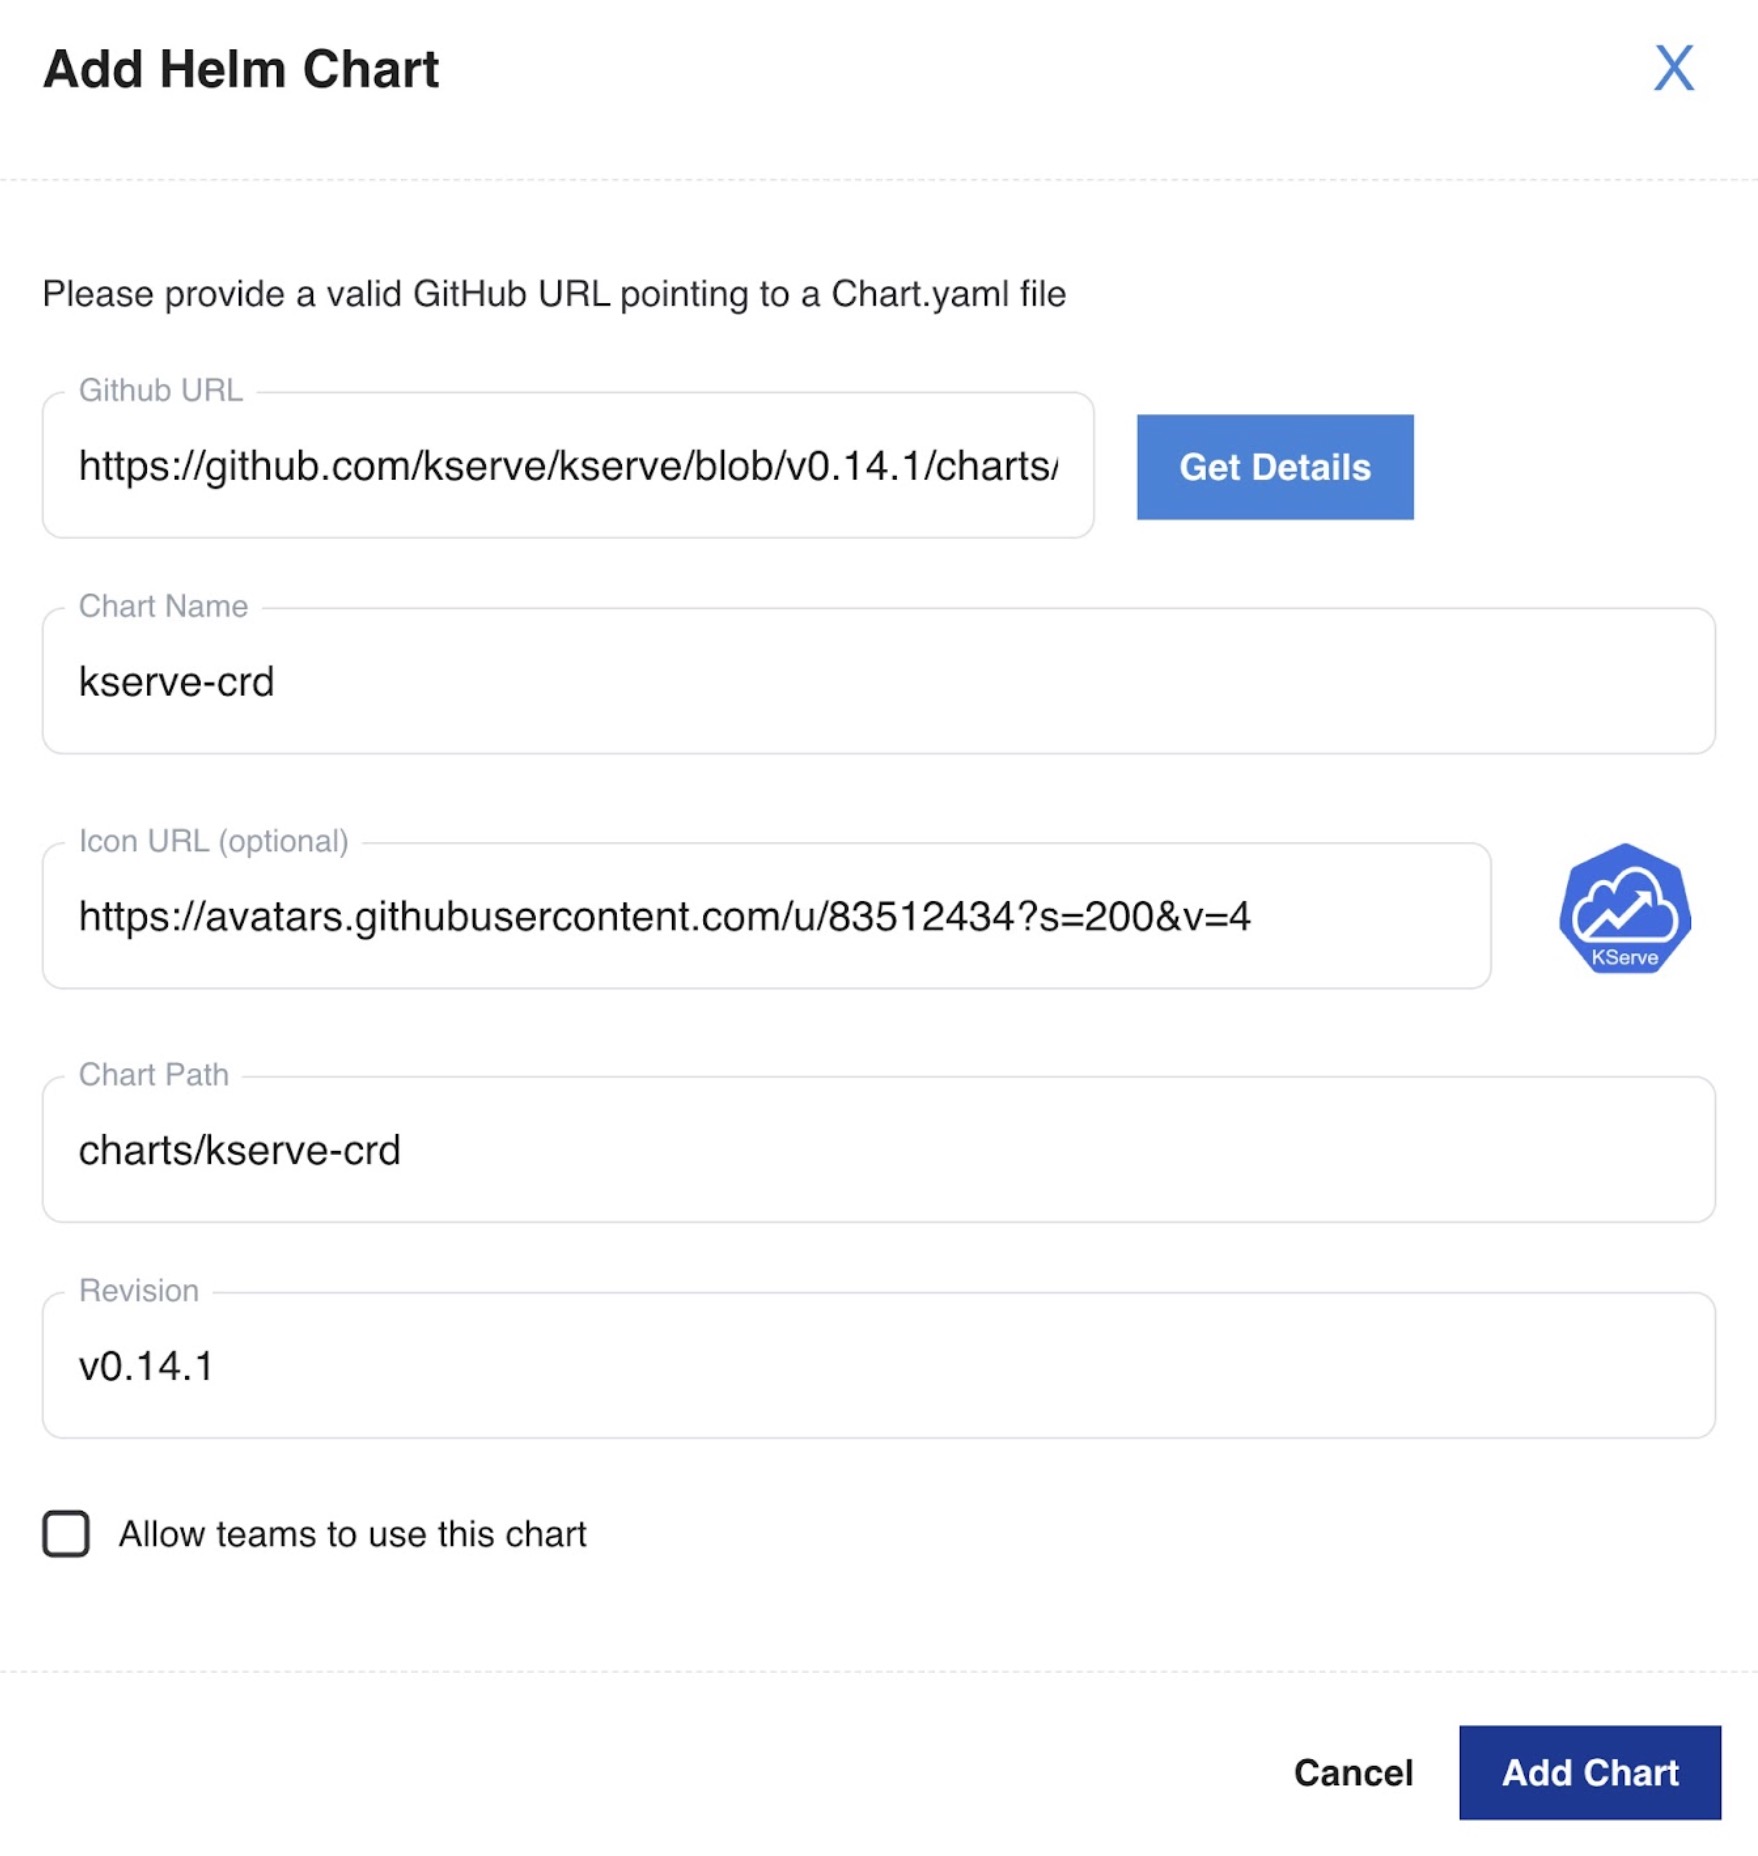 Add Helm Chart
X
Please provide a valid GitHub URL pointing to a Chart.yaml file
Github URL
https://github.com/kserve/kserve/blob/v0.14.1/charts/
Get Details
Chart Name
kserve-crd
Icon URL (optional)
https://avatars.githubusercontent.com/u/83512434?s=200&v=4
KServe
Chart Path
charts/kserve-crd
Revision
v0.14.1
Allow teams to use this chart
Cancel
Add Chart